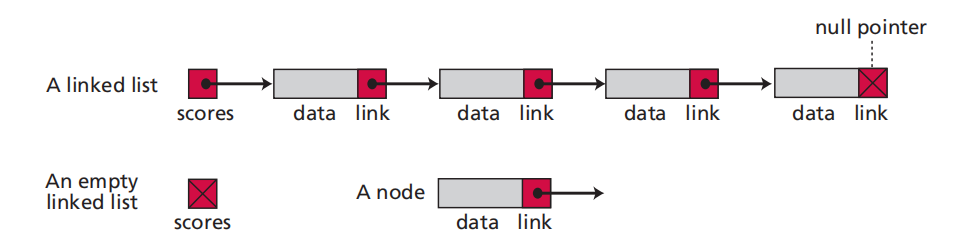 null pointer
A linked list
scores
data link
data link
data link
data link
An empty
linked list
scores
A node
data link